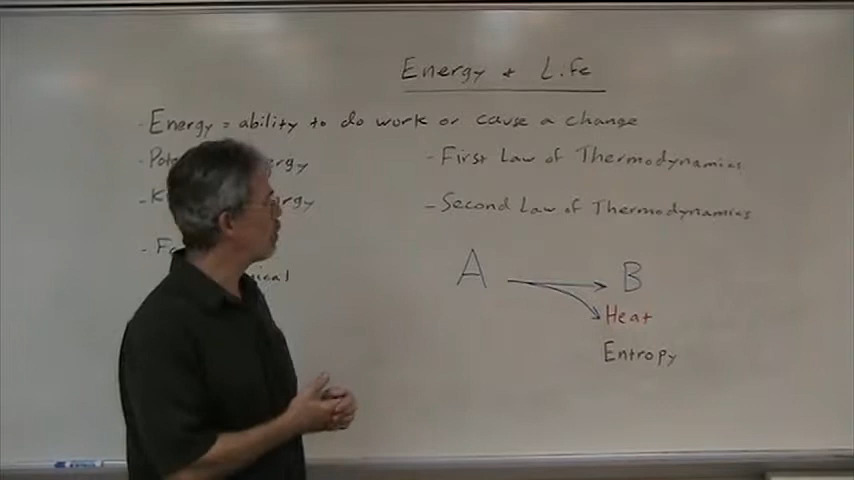 Energy + Life
- Energy = ability to do work or cause a change
- First Law of Thermodynamics
- Second Law of Thermodynamics
A B
Heat
Entropy